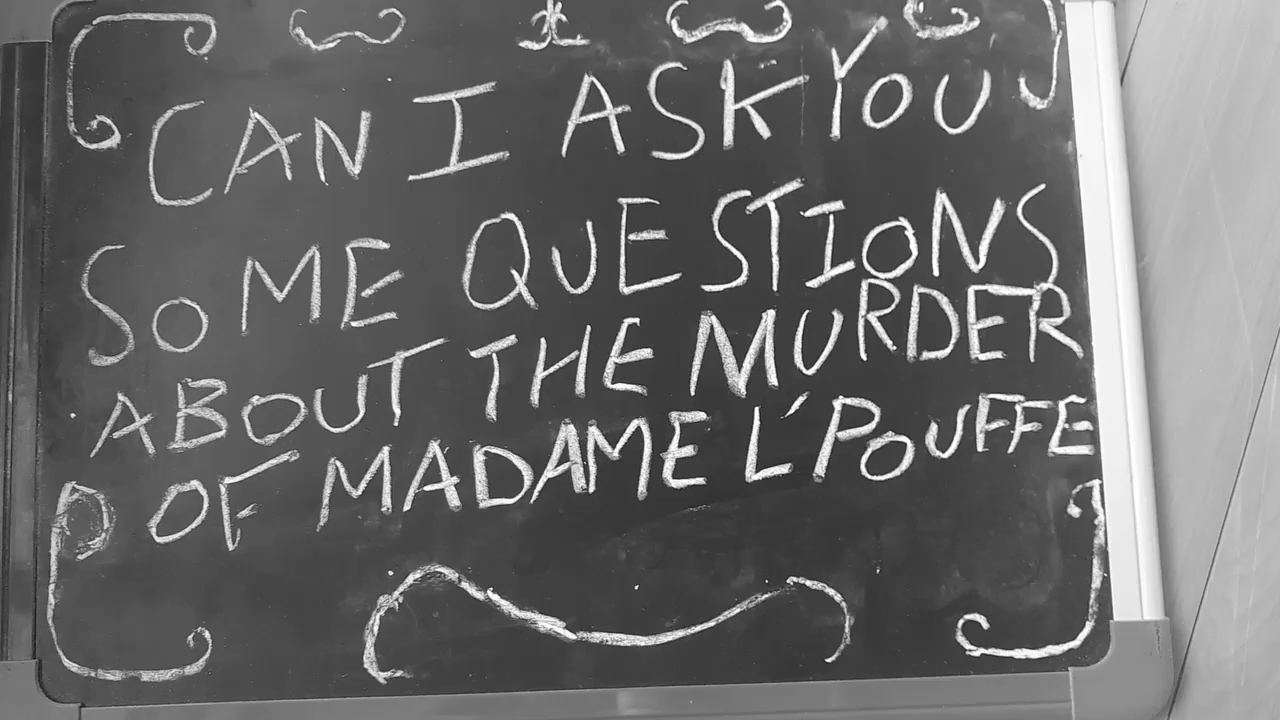 CAN I ASK YOU
SOME QUESTIONS
ABOUT THE MURDER
OF MADAME L'POUFFE